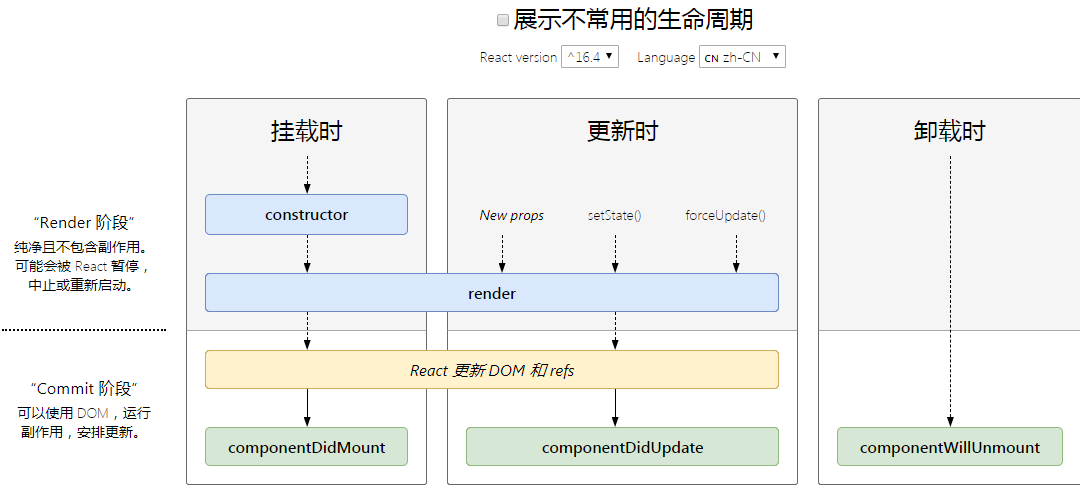 展示不常用的生命周期
React version ^16.4 Language CN zh-CN
挂载时
更新时
卸载时
"Render 阶段"
纯净且不包含副作用。
可能会被 React 暂停，
中止或重新启动。
constructor
New props
setState()
forceUpdate()
render
React 更新 DOM 和 refs
"Commit 阶段"
可以使用 DOM，运行
副作用，安排更新。
componentDidMount
componentDidUpdate
componentWillUnmount